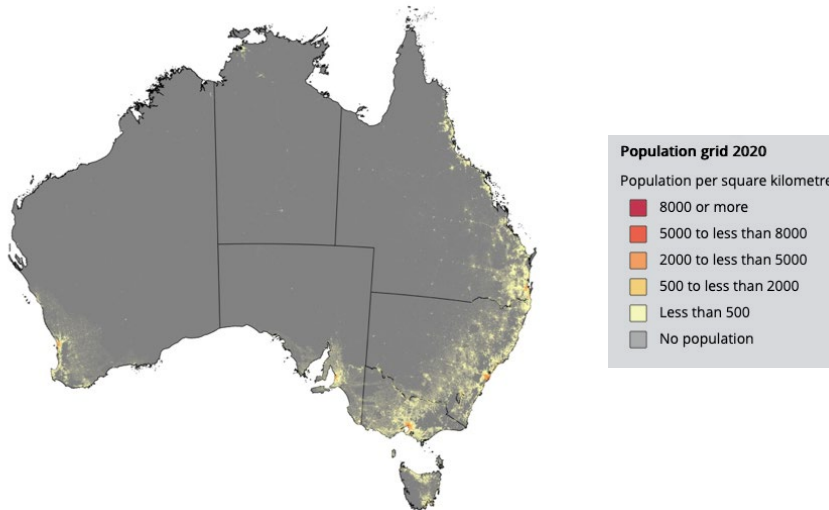 Population grid 2020
Population per square kilometre
8000 or more
5000 to less than 8000
2000 to less than 5000
500 to less than 2000
Less than 500
No population